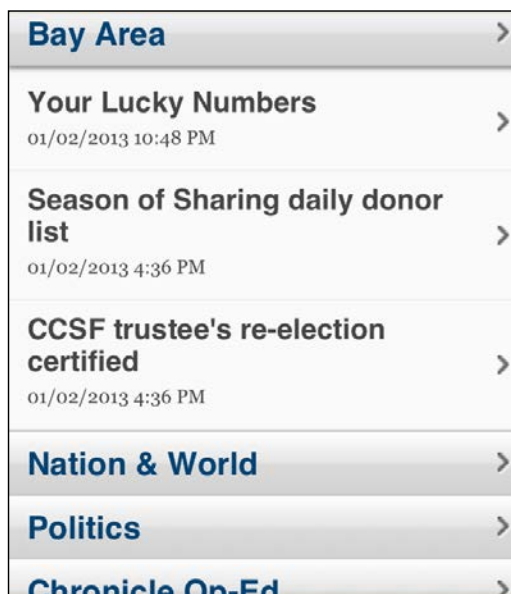 Bay Area
Your Lucky Numbers
01/02/2013 10:48 PM
Season of Sharing daily donor
list
01/02/2013 4:36 PM
CCSF trustee's re-election
certified
01/02/2013 4:36 PM
Nation & World
Politics
Chronicle Op-Ed